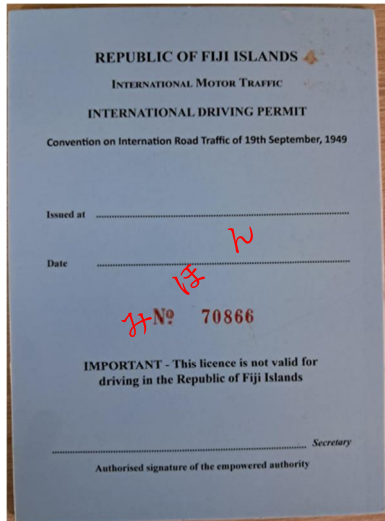 REPUBLIC OF FIJI ISLANDS
INTERNATIONAL MOTOR TRAFFIC
INTERNATIONAL DRIVING PERMIT
Convention on Internation Road Traffic of 19th September, 1949
Issued at
Date
みほん
Nº 70866
IMPORTANT - This licence is not valid for
driving in the Republic of Fiji Islands
Secretary
Authorised signature of the empowered authority